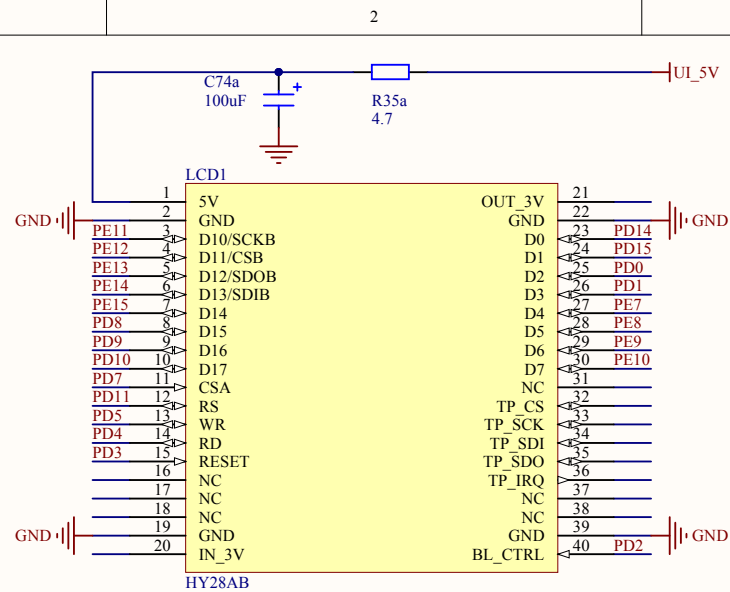 2
C74a
100uF
R35a
4.7
UI_5V
LCD1
1 5V
GND 2 GND
PE11 3 D10/SCKB
PE12 4 D11/CSB
PE13 5 D12/SDOB
PE14 6 D13/SDIB
PE15 7 D14
PD8 8 D15
PD9 9 D16
PD10 10 D17
PD7 11 CSA
PD11 12 RS
PD5 13 WR
PD4 14 RD
PD3 15 RESET
16 NC
17 NC
18 NC
GND 19 GND
20 IN_3V
OUT_3V 21
GND 22 GND
D0 23 PD14
D1 24 PD15
D2 25 PD0
D3 26 PD1
D4 27 PE7
D5 28 PE8
D6 29 PE9
D7 30 PE10
NC 31
TP_CS 32
TP_SCK 33
TP_SDI 34
TP_SDO 35
TP_IRQ 36
NC 37
NC 38
GND 39 GND
BL_CTRL 40 PD2
HY28AB